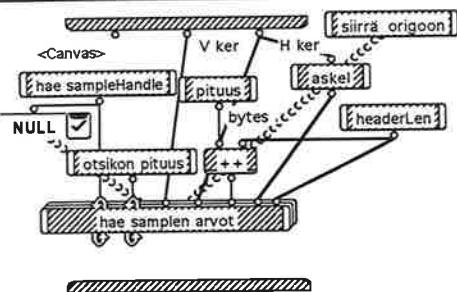 siirrä origoon
V ker
H ker
<Canvas>
hae sampleHandle
pituus
askel
bytes
headerLen
NULL
otsikon pituus
++
hae samplen arvot